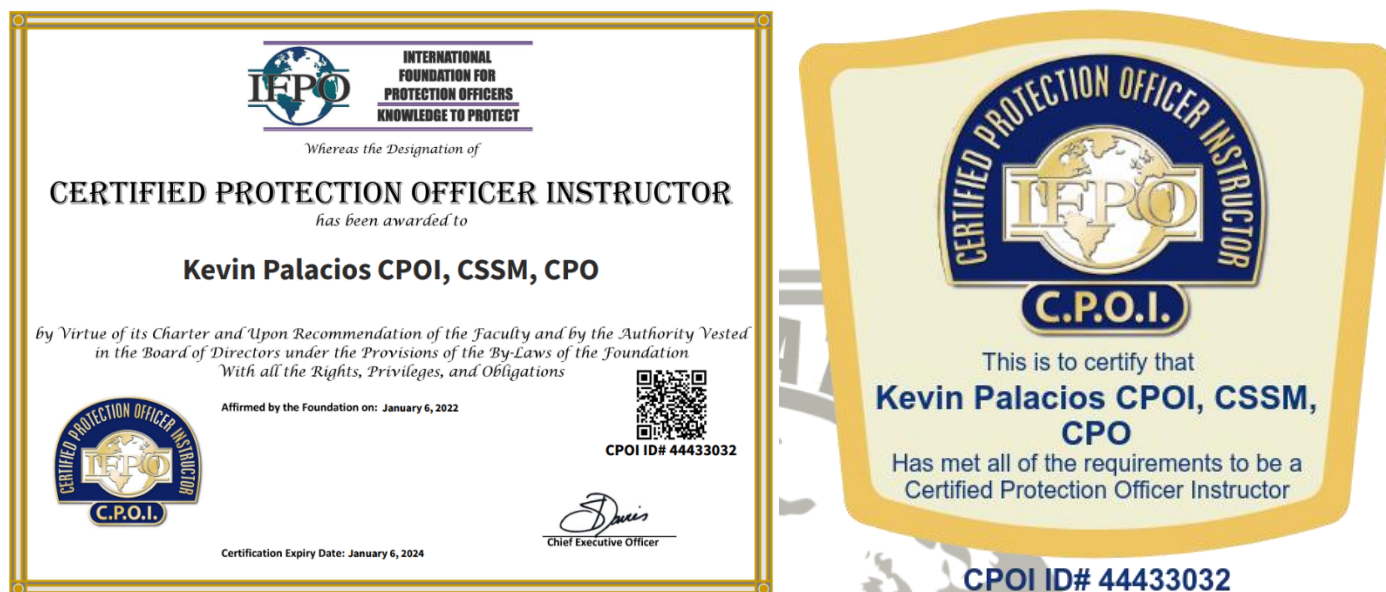 IFPO
INTERNATIONAL
FOUNDATION FOR
PROTECTION OFFICERS
KNOWLEDGE TO PROTECT
Whereas the Designation of
CERTIFIED PROTECTION OFFICER INSTRUCTOR
has been awarded to
Kevin Palacios CPOI, CSSM, CPO
by Virtue of its Charter and Upon Recommendation of the Faculty and by the Authority Vested
in the Board of Directors under the Provisions of the By-Laws of the Foundation
With all the Rights, Privileges, and Obligations
Affirmed by the Foundation on: January 6, 2022
CPOI ID# 44433032
CERTIFIED PROTECTION OFFICER INSTRUCTOR
IFPO
C.P.O.I.
Davis
Chief Executive Officer
Certification Expiry Date: January 6, 2024
CERTIFIED PROTECTION OFFICER INSTRUCTOR
IFPO
C.P.O.I.
This is to certify that
Kevin Palacios CPOI, CSSM,
CPO
Has met all of the requirements to be a
Certified Protection Officer Instructor
CPOI ID# 44433032